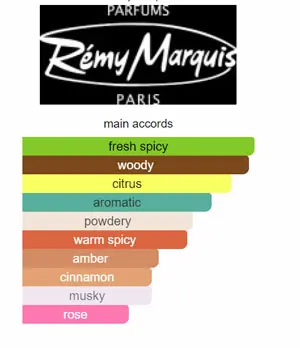 PARFUMS
Rémy Marquis
PARIS
main accords
fresh spicy
woody
citrus
aromatic
powdery
warm spicy
amber
cinnamon
musky
rose